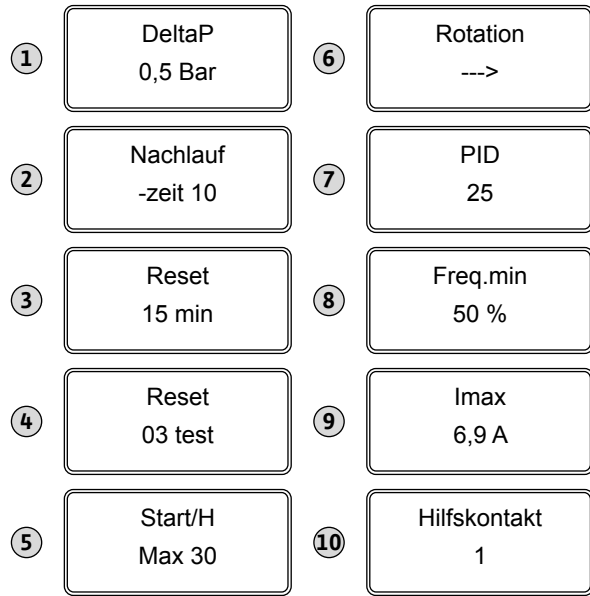 1
DeltaP
0,5 Bar
2
Nachlauf
-zeit 10
3
Reset
15 min
4
Reset
03 test
5
Start/H
Max 30
6
Rotation
--->
7
PID
25
8
Freq.min
50 %
9
Imax
6,9 A
10
Hilfskontakt
1